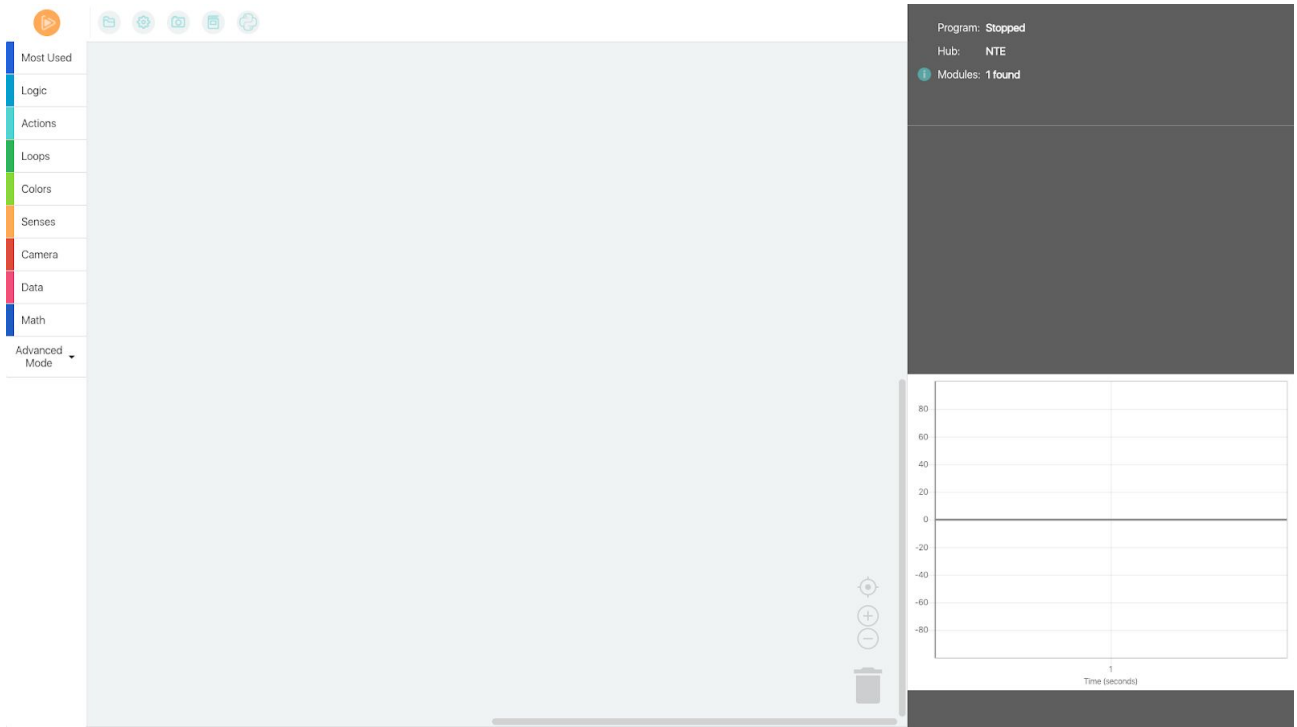 Most Used
Logic
Actions
Loops
Colors
Senses
Camera
Data
Math
Advanced
Mode
Program: Stopped
Hub: NTE
Modules: 1 found
80
60
40
20
0
-20
-40
-60
-80
1
Time (seconds)